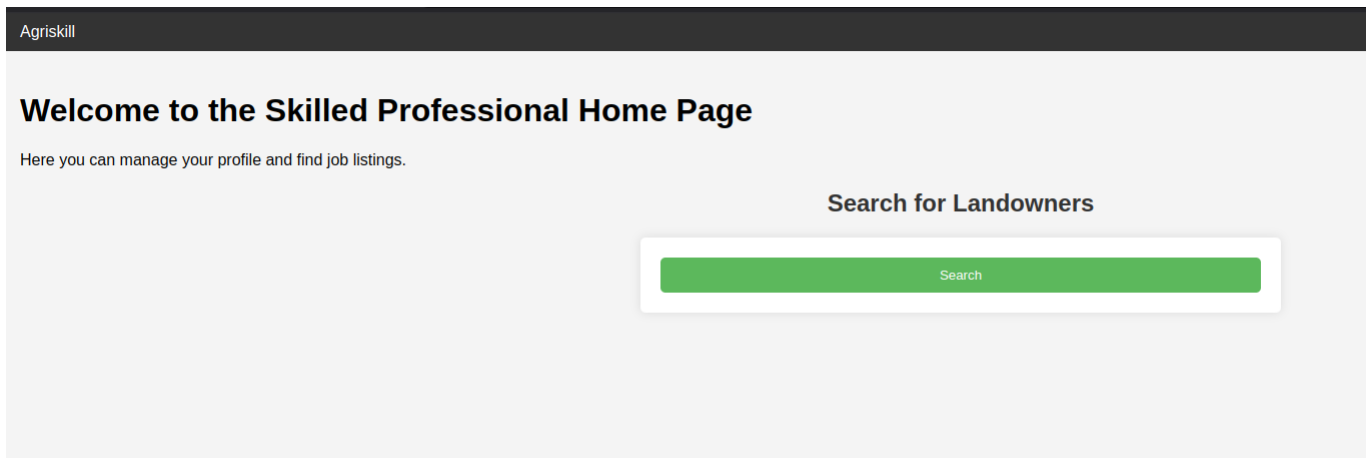 Agriskill
Welcome to the Skilled Professional Home Page
Here you can manage your profile and find job listings.
Search for Landowners
Search